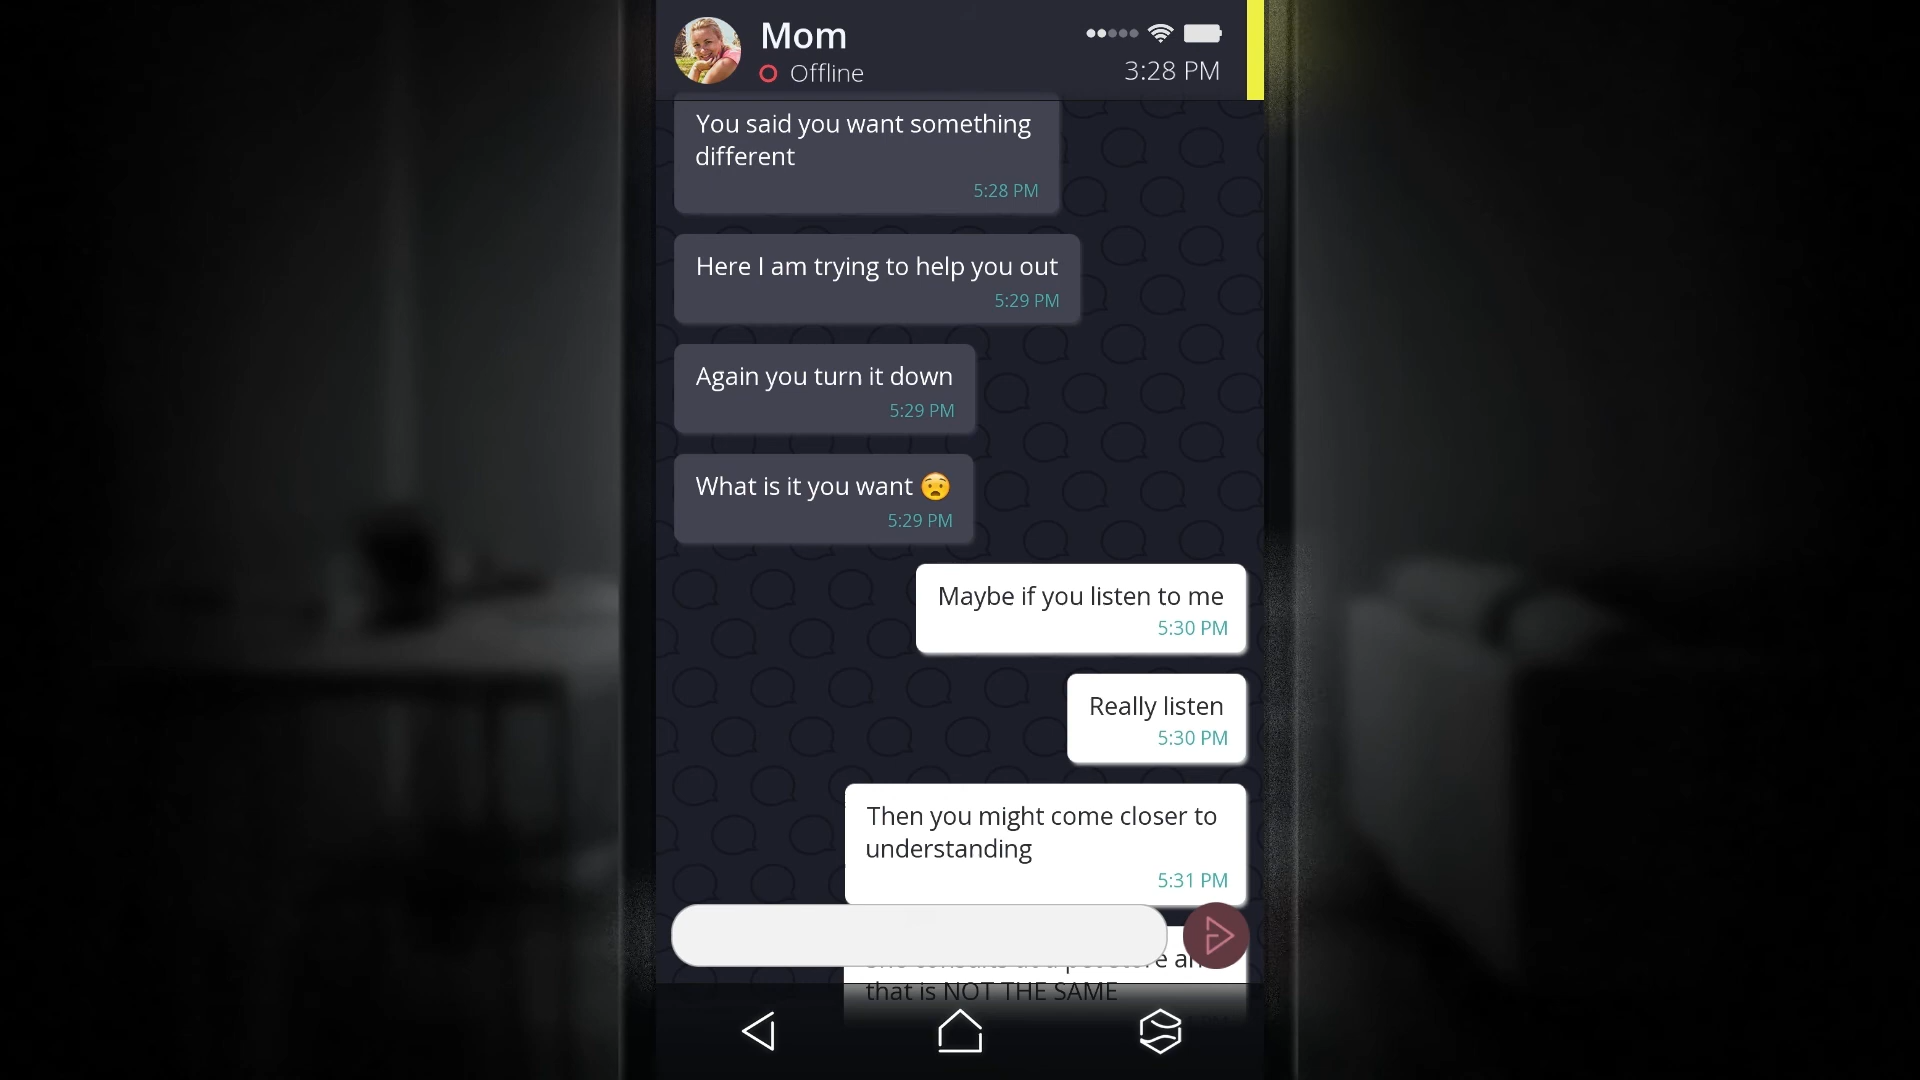 Mom
Offline
3:28 PM
You said you want something
different
5:28 PM
Here I am trying to help you out
5:29 PM
Again you turn it down
5:29 PM
What is it you want 😧
5:29 PM
Maybe if you listen to me
5:30 PM
Really listen
5:30 PM
Then you might come closer to
understanding
5:31 PM
that is NOT THE SAME